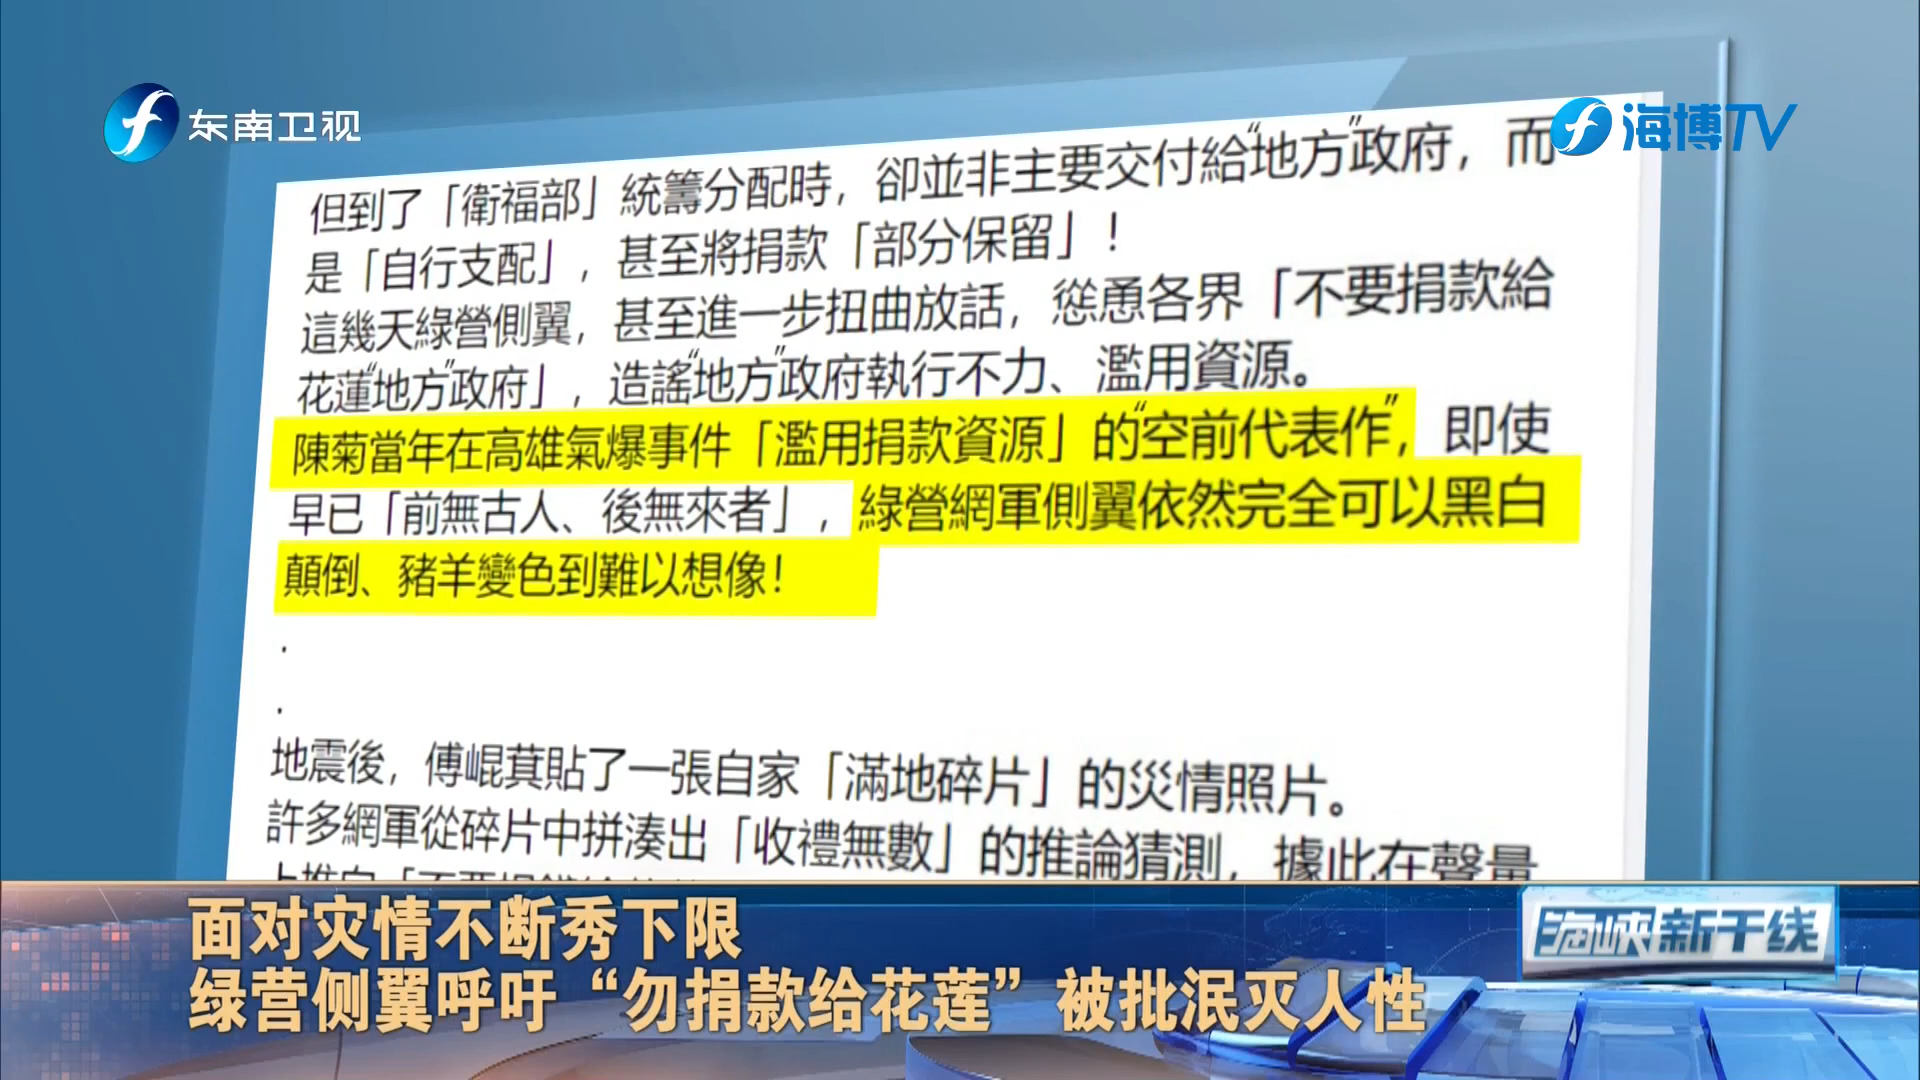 东南卫视
海博TV
但到了「衛福部」統籌分配時，卻並非主要交付給“地方”政府，而
是「自行支配」，甚至將捐款「部分保留」！
這幾天綠營側翼，甚至進一步扭曲放話，慫恿各界「不要捐款給
花蓮“地方”政府」，造謠“地方”政府執行不力、濫用資源。
陳菊當年在高雄氣爆事件「濫用捐款資源」的“空前代表作”，即使
早已「前無古人、後無來者」，綠營網軍側翼依然完全可以黑白
顛倒、豬羊變色到難以想像！
.
.
地震後，傅崐萁貼了一張自家「滿地碎片」的災情照片。
許多網軍從碎片中拼湊出「收禮無數」的推論猜測，據此在聲量
面对灾情不断秀下限
绿营侧翼呼吁“勿捐款给花莲”被批泯灭人性
海峡新干线